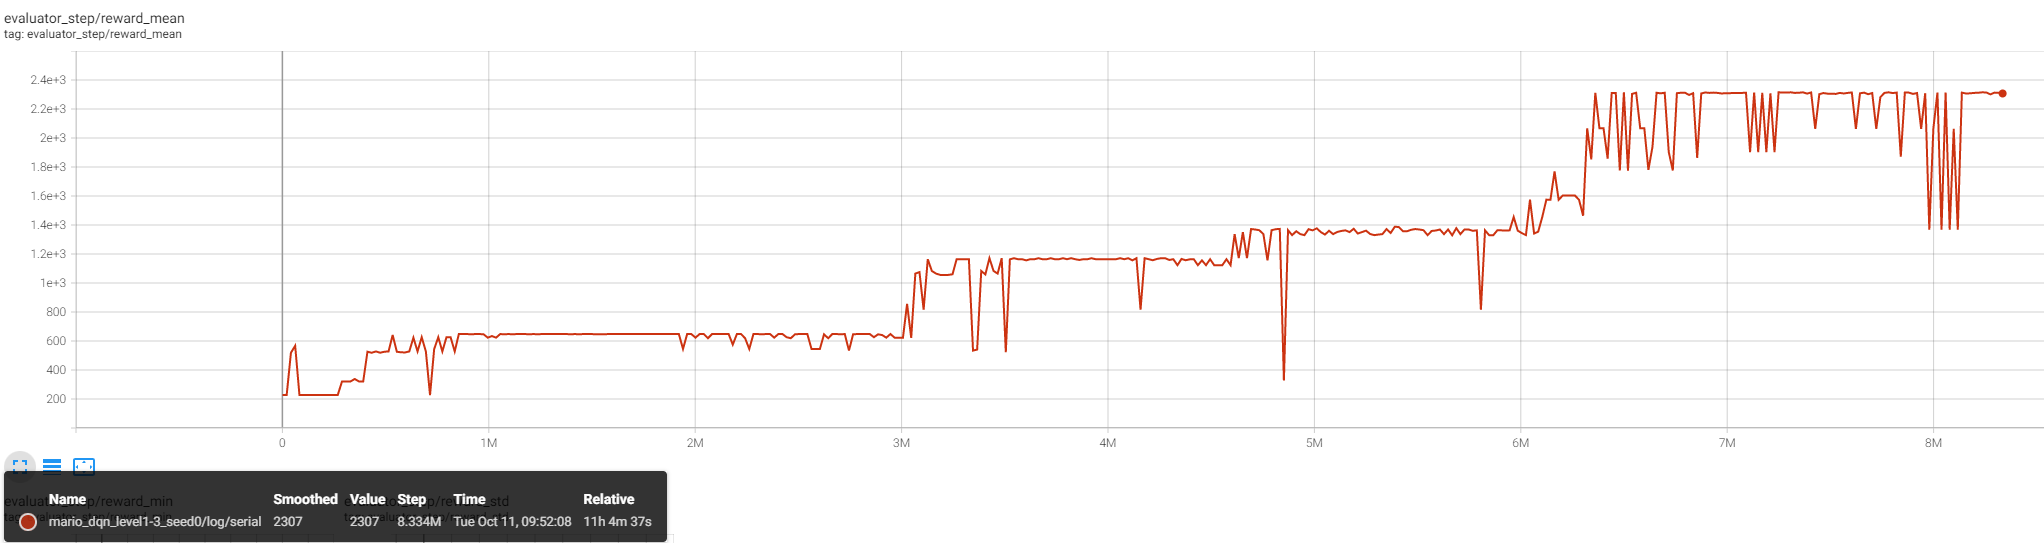 evaluator_step/reward_mean
tag: evaluator_step/reward_mean
2.4e+3
2.2e+3
2e+3
1.8e+3
1.6e+3
1.4e+3
1.2e+3
1e+3
800
600
400
200
0 1M 2M 3M 4M 5M 6M 7M 8M
Name Smoothed Value Step Time Relative
mario_dqn_level1-3_seed0/log/serial 2307 2307 8.334M Tue Oct 11, 09:52:08 11h 4m 37s